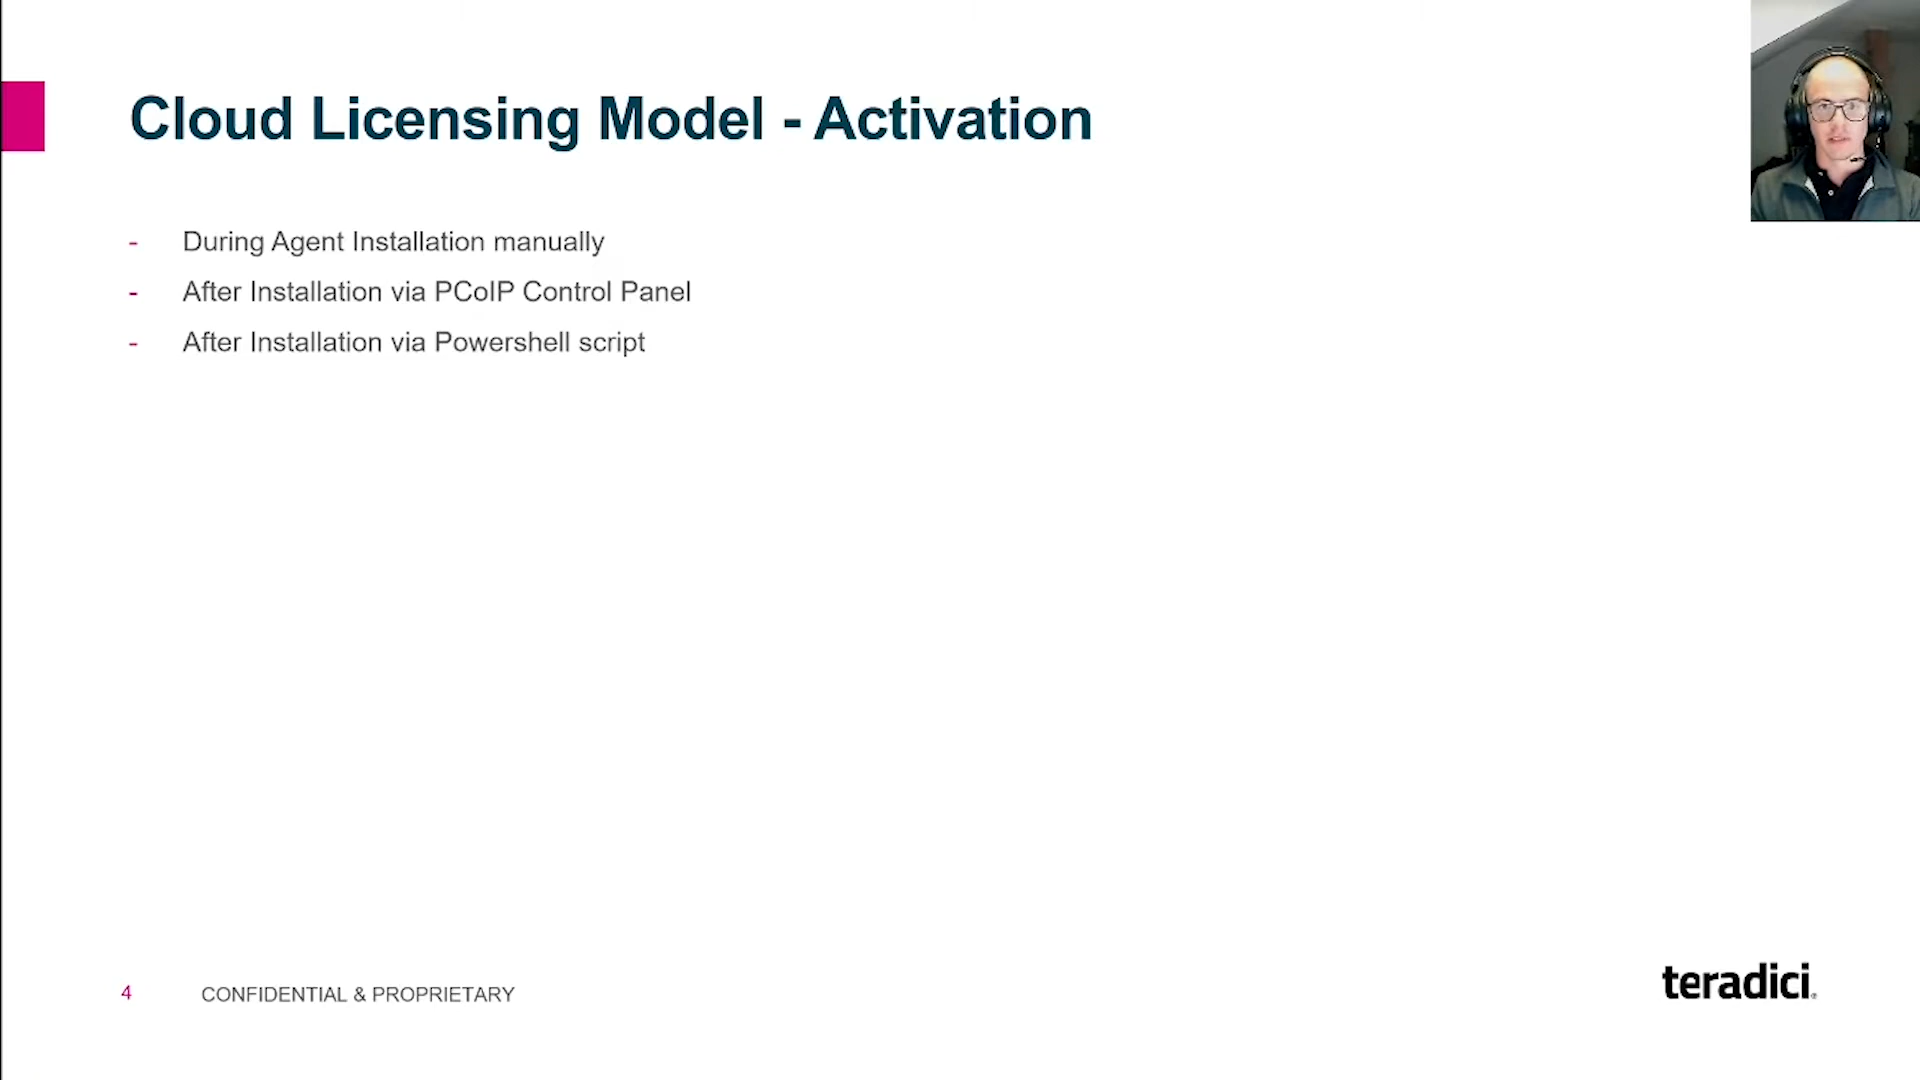 Cloud Licensing Model - Activation
- During Agent Installation manually
- After Installation via PCoIP Control Panel
- After Installation via Powershell script
4 CONFIDENTIAL & PROPRIETARY
teradici